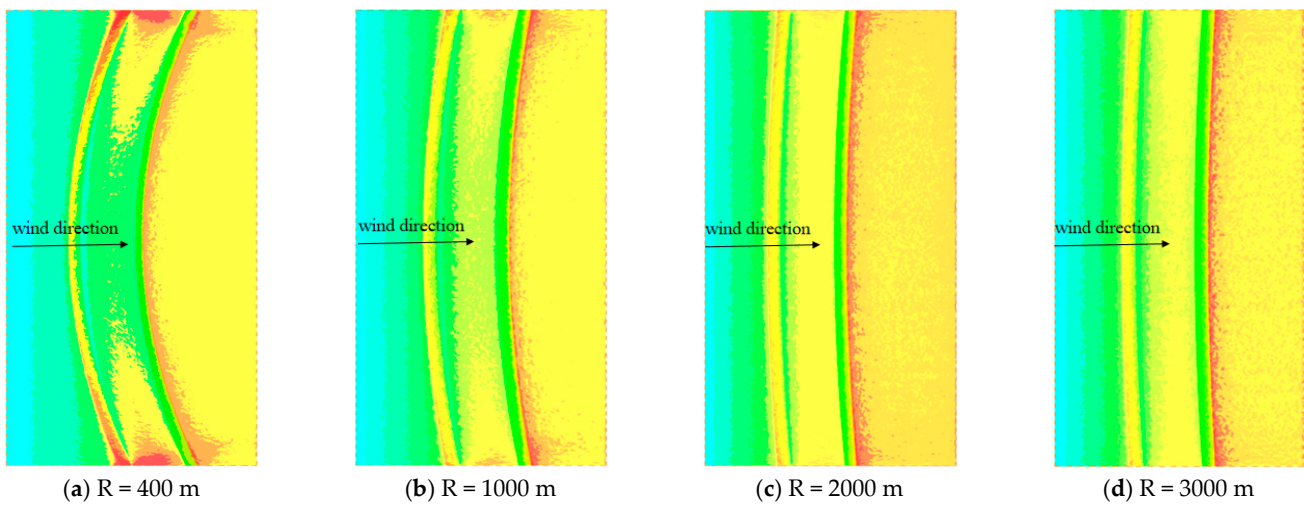 wind direction
wind direction
wind direction
wind direction
(a) R = 400 m
(b) R = 1000 m
(c) R = 2000 m
(d) R = 3000 m